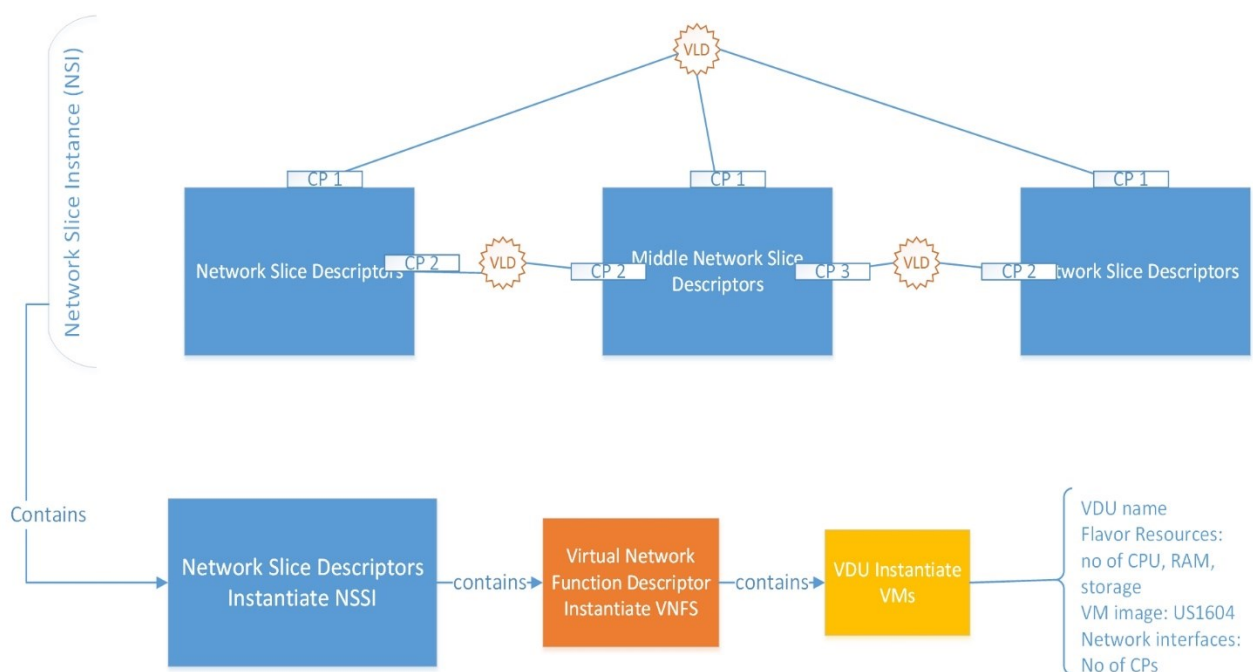 Network Slice Instance (NSI)
VLD
CP 1
CP 1
CP 1
Network Slice Descriptors
CP 2
VLD
CP 2
Middle Network Slice
Descriptors
CP 3
VLD
CP 2
twork Slice Descriptors
Contains
Network Slice Descriptors
Instantiate NSSI
contains
Virtual Network
Function Descriptor
Instantiate VNFS
contains
VDU Instantiate
VMs
VDU name
Flavor Resources:
no of CPU, RAM,
storage
VM image: US1604
Network interfaces:
No of CPs